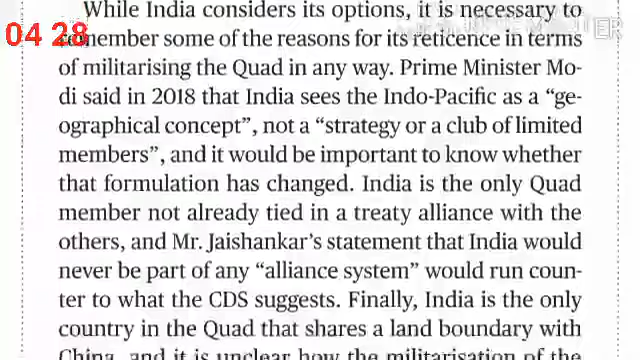 While India considers its options, it is necessary to
04 28
remember some of the reasons for its reticence in terms
of militarising the Quad in any way. Prime Minister Mo-
di said in 2018 that India sees the Indo-Pacific as a “ge-
ographical concept”, not a “strategy or a club of limited
members”, and it would be important to know whether
that formulation has changed. India is the only Quad
member not already tied in a treaty alliance with the
others, and Mr. Jaishankar’s statement that India would
never be part of any “alliance system” would run coun-
ter to what the CDS suggests. Finally, India is the only
country in the Quad that shares a land boundary with
China, and it is unclear how the militarisation of the